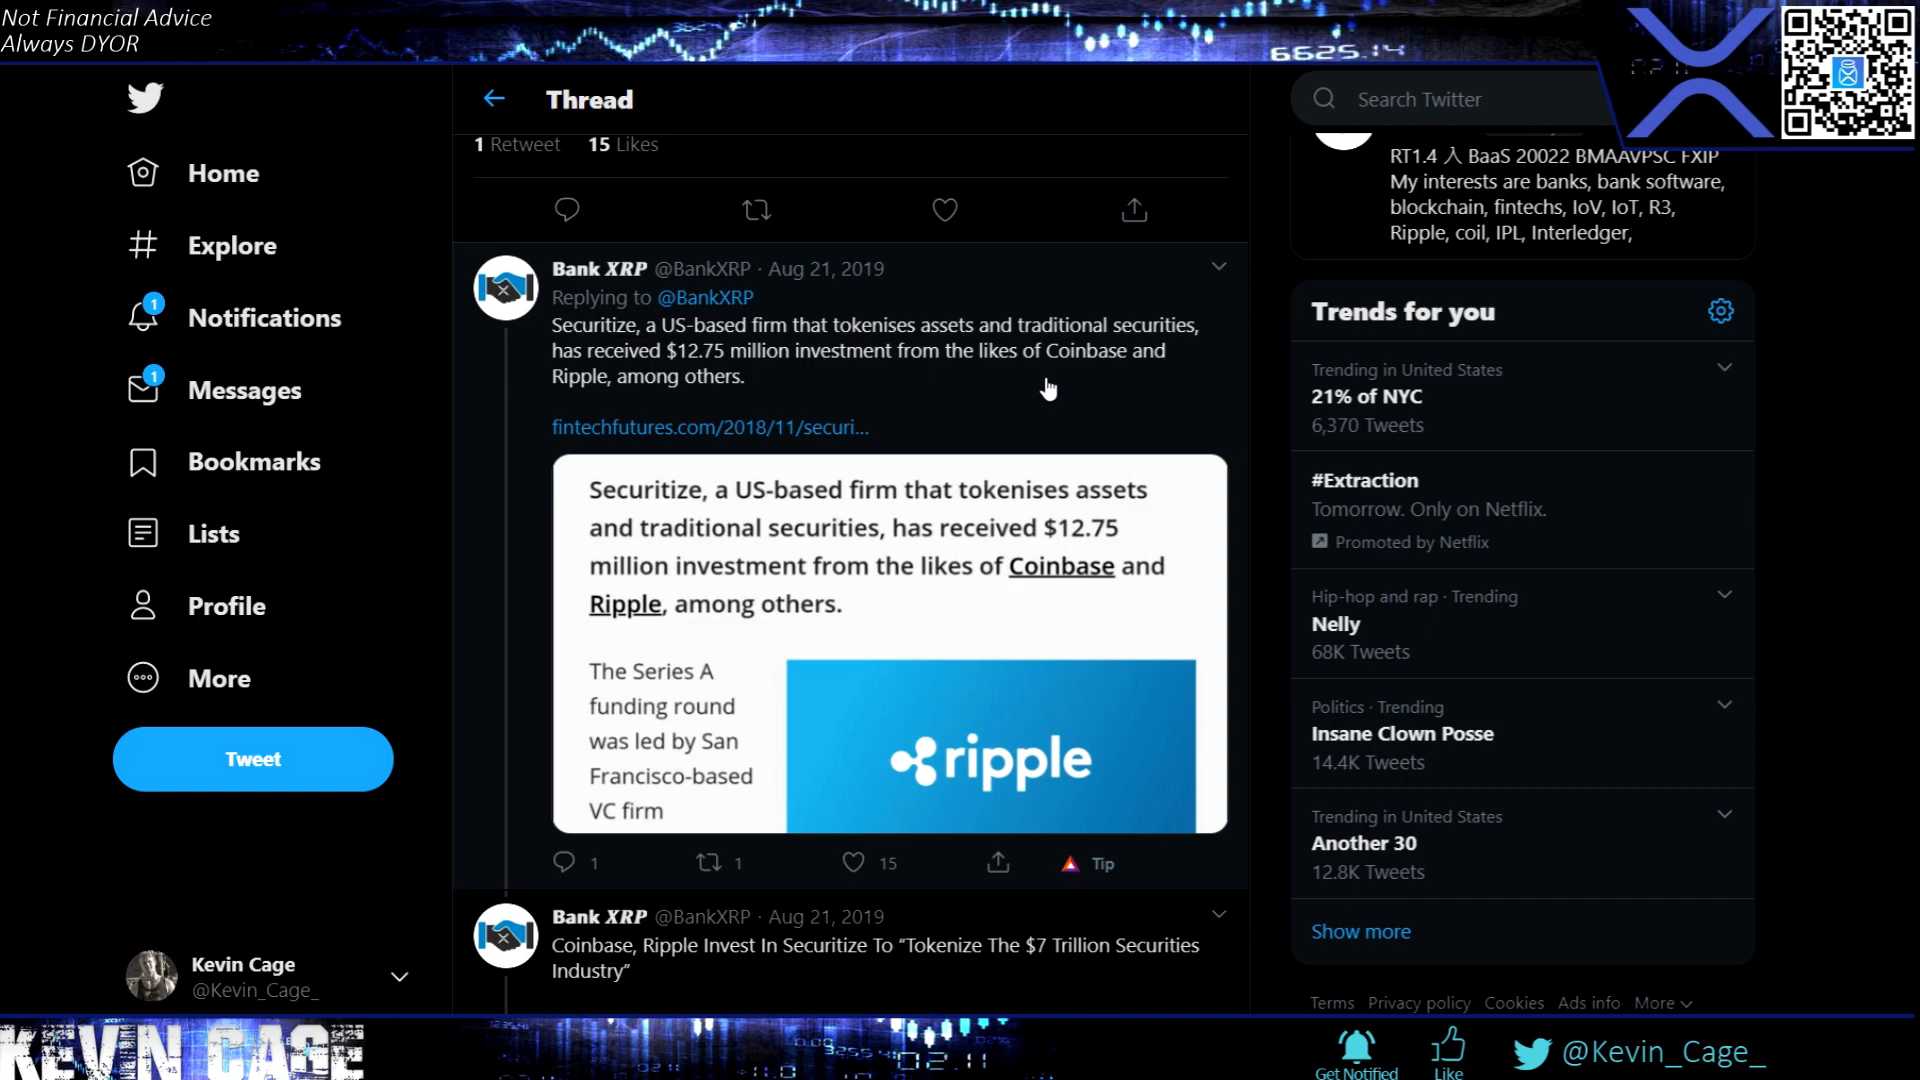 Not Financial Advice
Always DYOR
6625.14
Home
Explore
1
Notifications
1
Messages
Bookmarks
Lists
Profile
More
Tweet
Kevin Cage
@Kevin_Cage_
Thread
1 Retweet 15 Likes
Bank XRP @BankXRP · Aug 21, 2019
Replying to @BankXRP
Securitize, a US-based firm that tokenises assets and traditional securities,
has received $12.75 million investment from the likes of Coinbase and
Ripple, among others.
fintechfutures.com/2018/11/securi...
Securitize, a US-based firm that tokenises assets
and traditional securities, has received $12.75
million investment from the likes of Coinbase and
Ripple, among others.
The Series A
funding round
was led by San
Francisco-based
VC firm
ripple
1 1 15 Tip
Bank XRP @BankXRP · Aug 21, 2019
Coinbase, Ripple Invest In Securitize To “Tokenize The $7 Trillion Securities
Industry”
Search Twitter
RT1.4 入 BaaS 20022 BMAAVPSC FXIP
My interests are banks, bank software,
blockchain, fintechs, IoV, IoT, R3,
Ripple, coil, IPL, Interledger,
Trends for you
Trending in United States
21% of NYC
6,370 Tweets
#Extraction
Tomorrow. Only on Netflix.
Promoted by Netflix
Hip-hop and rap · Trending
Nelly
68K Tweets
Politics · Trending
Insane Clown Posse
14.4K Tweets
Trending in United States
Another 30
12.8K Tweets
Show more
Terms Privacy policy Cookies Ads info More
KEVIN CAGE
02.11
Get Notified
Like
@Kevin_Cage_